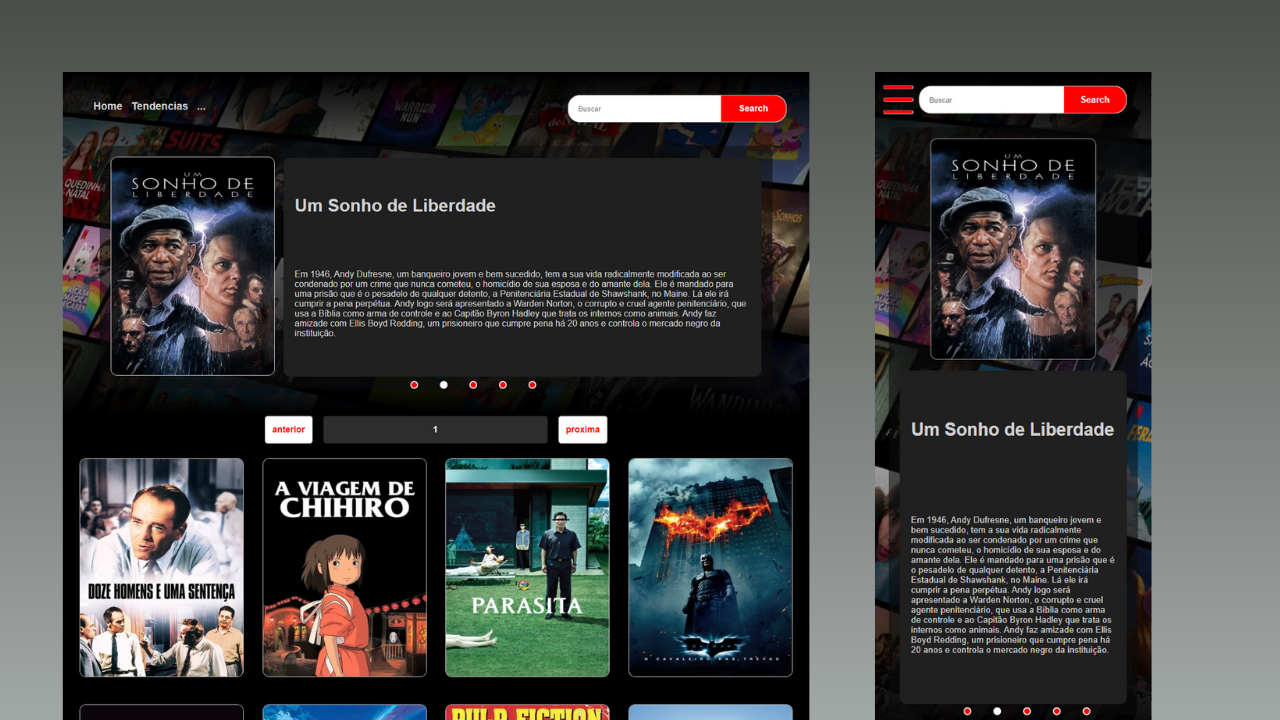 Home Tendencias ...
Buscar
Search
SUITS
WARRIOR
NUN
QUEDINHA
NATAL
UM
SONHO DE
LIBERDADE
Um Sonho de Liberdade
Em 1946, Andy Dufresne, um banqueiro jovem e bem sucedido, tem a sua vida radicalmente modificada ao ser
condenado por um crime que nunca cometeu, o homicídio de sua esposa e do amante dela. Ele é mandado para
uma prisão que é o pesadelo de qualquer detento, a Penitenciária Estadual de Shawshank, no Maine. Lá ele irá
cumprir a pena perpétua. Andy logo será apresentado a Warden Norton, o corrupto e cruel agente penitenciário, que
usa a Bíblia como arma de controle e ao Capitão Byron Hadley que trata os internos como animais. Andy faz
amizade com Ellis Boyd Redding, um prisioneiro que cumpre pena há 20 anos e controla o mercado negro da
instituição.
anterior
1
proxima
DOZE HOMENS E UMA SENTENÇA
A VIAGEM DE
CHIHIRO
PARASITA
BATMAN
O CAVALEIRO DAS TREVAS
PULP FICTION
Buscar
Search
UM
SONHO DE
LIBERDADE
Um Sonho de Liberdade
Em 1946, Andy Dufresne, um banqueiro jovem e
bem sucedido, tem a sua vida radicalmente
modificada ao ser condenado por um crime que
nunca cometeu, o homicídio de sua esposa e do
amante dela. Ele é mandado para uma prisão que é
o pesadelo de qualquer detento, a Penitenciária
Estadual de Shawshank, no Maine. Lá ele irá
cumprir a pena perpétua. Andy logo será
apresentado a Warden Norton, o corrupto e cruel
agente penitenciário, que usa a Bíblia como arma
de controle e ao Capitão Byron Hadley que trata os
internos como animais. Andy faz amizade com Ellis
Boyd Redding, um prisioneiro que cumpre pena há
20 anos e controla o mercado negro da instituição.